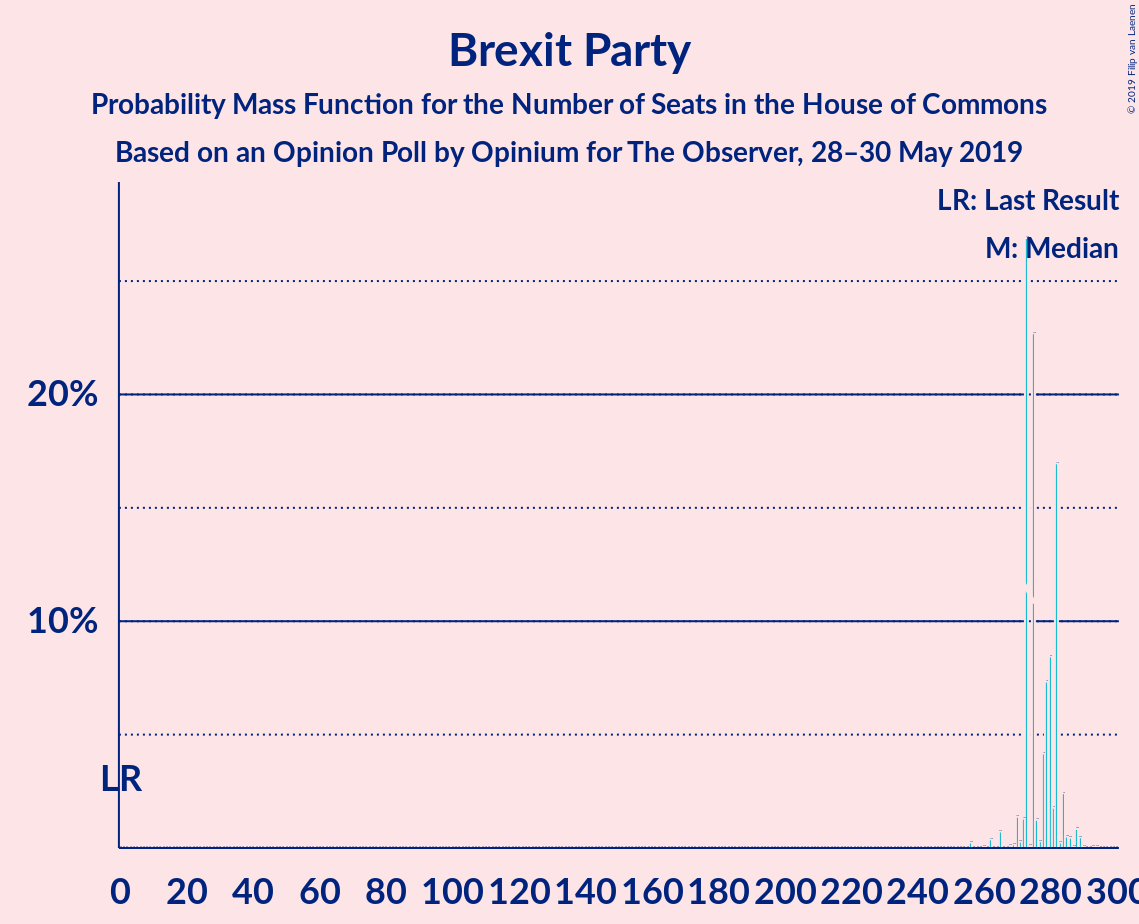 Brexit Party
Probability Mass Function for the Number of Seats in the House of Commons
Based on an Opinion Poll by Opinium for The Observer, 28–30 May 2019
© 2019 Filip van Laenen
LR: Last Result
M: Median
20%
10%
LR
0 20 40 60 80 100 120 140 160 180 200 220 240 260 280 300